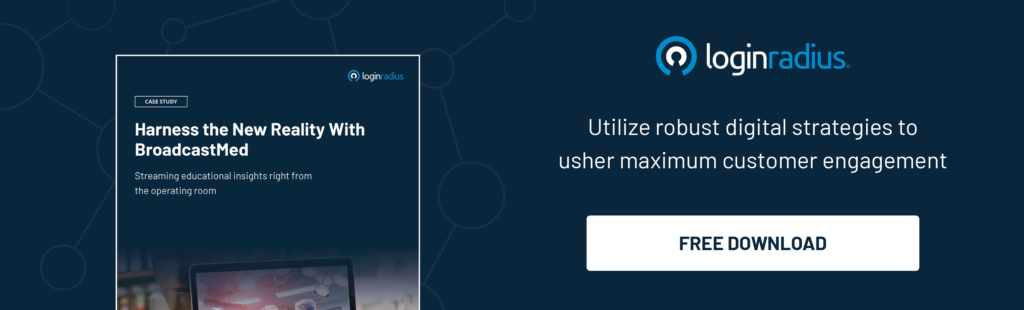 loginradius
CASE STUDY
Harness the New Reality With
BroadcastMed
Streaming educational insights right from
the operating room
loginradius
Utilize robust digital strategies to
usher maximum customer engagement
FREE DOWNLOAD